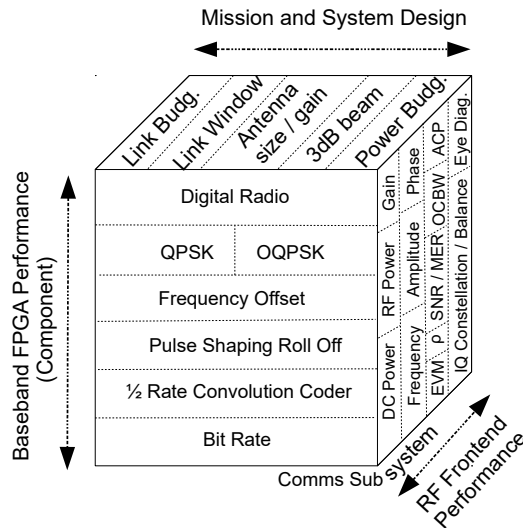 Mission and System Design
Link Budg.
Link Window
Antenna
size / gain
3dB beam
Power Budg.
Baseband FPGA Performance
(Component)
Digital Radio
QPSK
OQPSK
Frequency Offset
Pulse Shaping Roll Off
½ Rate Convolution Coder
Bit Rate
Gain
RF Power
DC Power
Phase
Amplitude
Frequency
ACP
OCBW
SNR / MER
ρ
EVM
Eye Diag.
IQ Constellation / Balance
Comms Sub system
RF Frontend
Performance